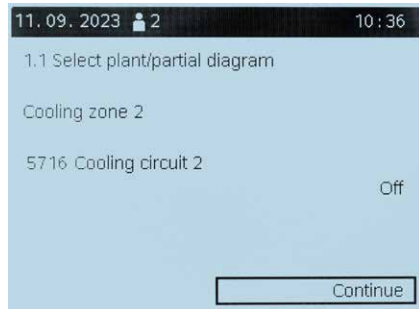 11.09.2023 2 10:36
1.1 Select plant/partial diagram
Cooling zone 2
5716 Cooling circuit 2
Off
Continue